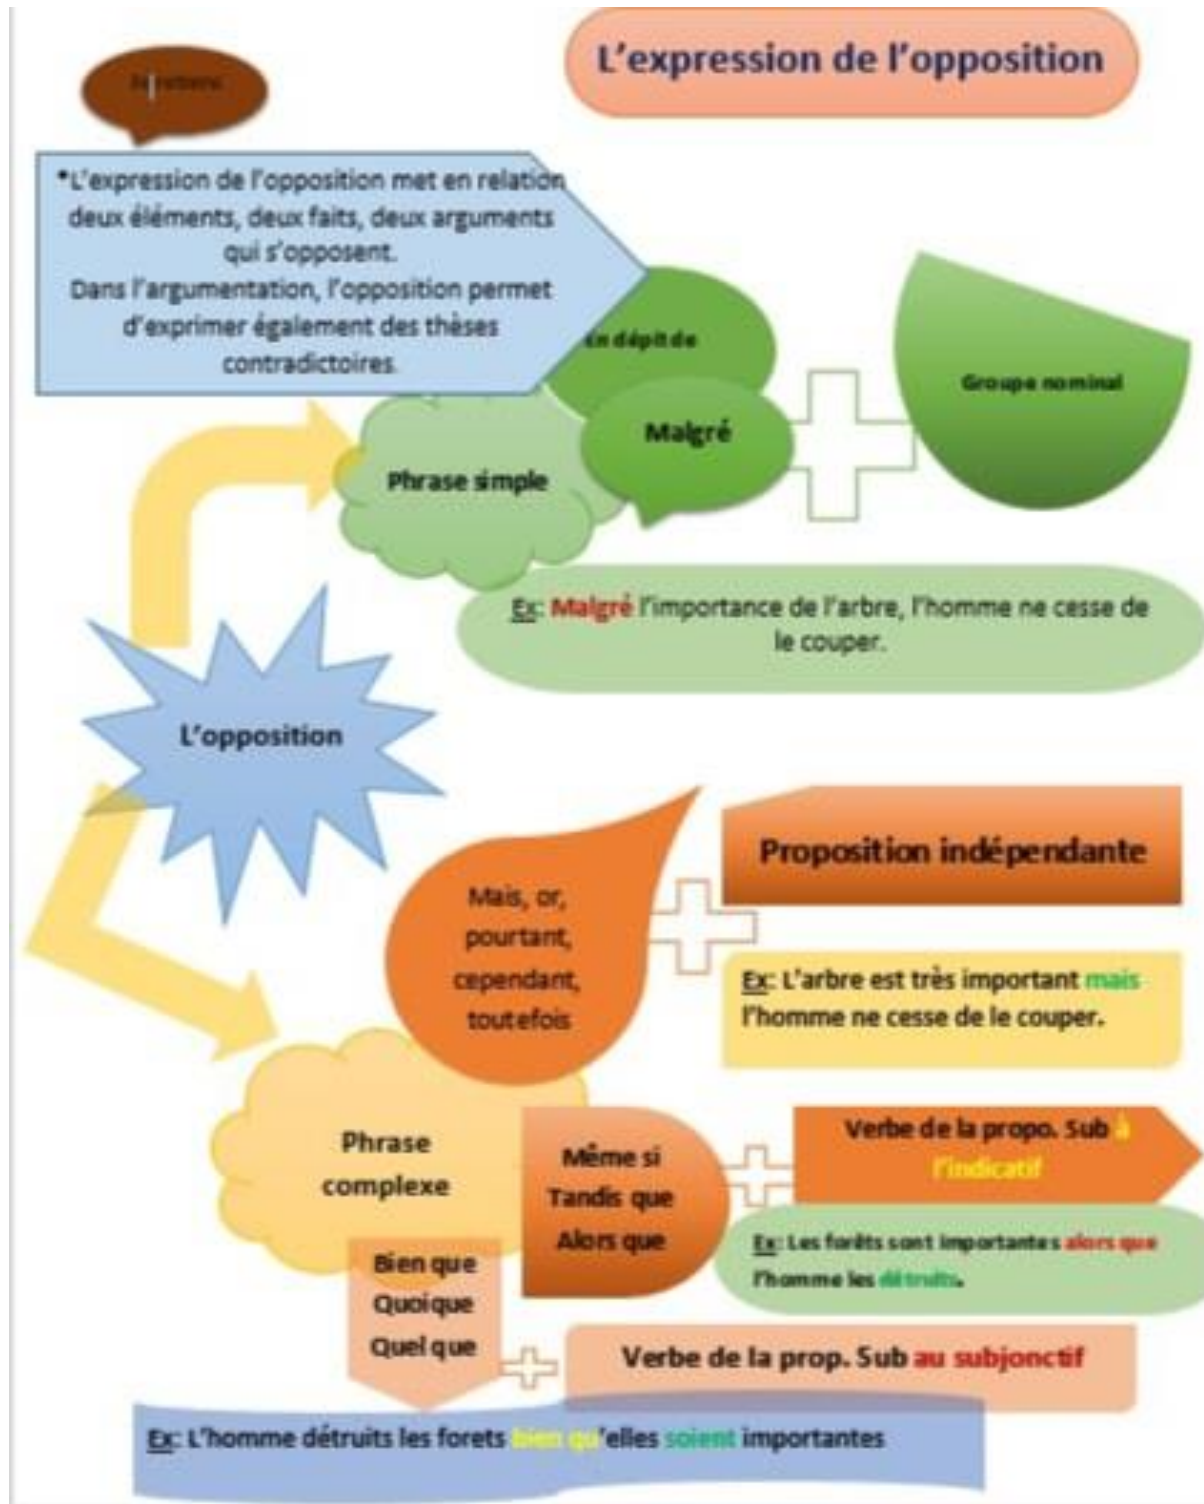 L'expression de l'opposition
*L'expression de l'opposition met en relation
deux éléments, deux faits, deux arguments
qui s'opposent.
Dans l'argumentation, l'opposition permet
d'exprimer également des thèses
contradictoires.
En dépit de
Malgré
Groupe nominal
Phrase simple
Ex: Malgré l'importance de l'arbre, l'homme ne cesse de
le couper.
L'opposition
Mais, or,
pourtant,
cependant,
toutefois
Proposition indépendante
Ex: L'arbre est très important mais
l'homme ne cesse de le couper.
Phrase
complexe
Même si
Tandis que
Alors que
Verbe de la propo. Sub à
l'indicatif
Ex: Les forêts sont importantes alors que
l'homme les détruits.
Bien que
Quoique
Quel que
Verbe de la prop. Sub au subjonctif
Ex: L'homme détruits les forets bien qu'elles soient importantes